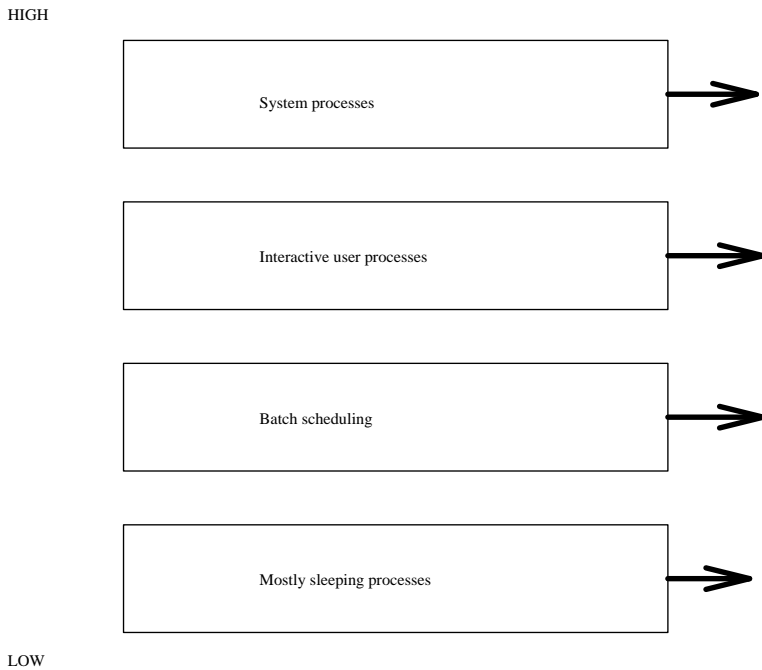 HIGH
System processes
Interactive user processes
Batch scheduling
Mostly sleeping processes
LOW